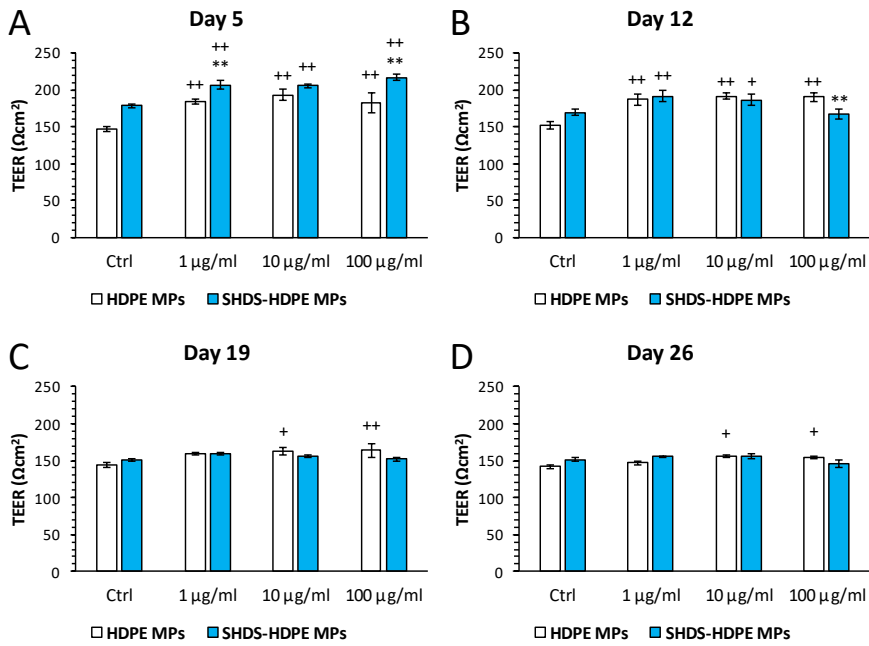 A
Day 5
TEER (Ωcm²)
250
200
150
100
50
0
++
++
**
++
++
++
++
**
Ctrl
1 µg/ml
10 µg/ml
100 µg/ml
HDPE MPs
SHDS-HDPE MPs
B
Day 12
TEER (Ωcm²)
250
200
150
100
50
0
++
++
++
+
++
**
Ctrl
1 µg/ml
10 µg/ml
100 µg/ml
HDPE MPs
SHDS-HDPE MPs
C
Day 19
TEER (Ωcm²)
250
200
150
100
50
0
+
++
Ctrl
1 µg/ml
10 µg/ml
100 µg/ml
HDPE MPs
SHDS-HDPE MPs
D
Day 26
TEER (Ωcm²)
250
200
150
100
50
0
+
+
Ctrl
1 µg/ml
10 µg/ml
100 µg/ml
HDPE MPs
SHDS-HDPE MPs